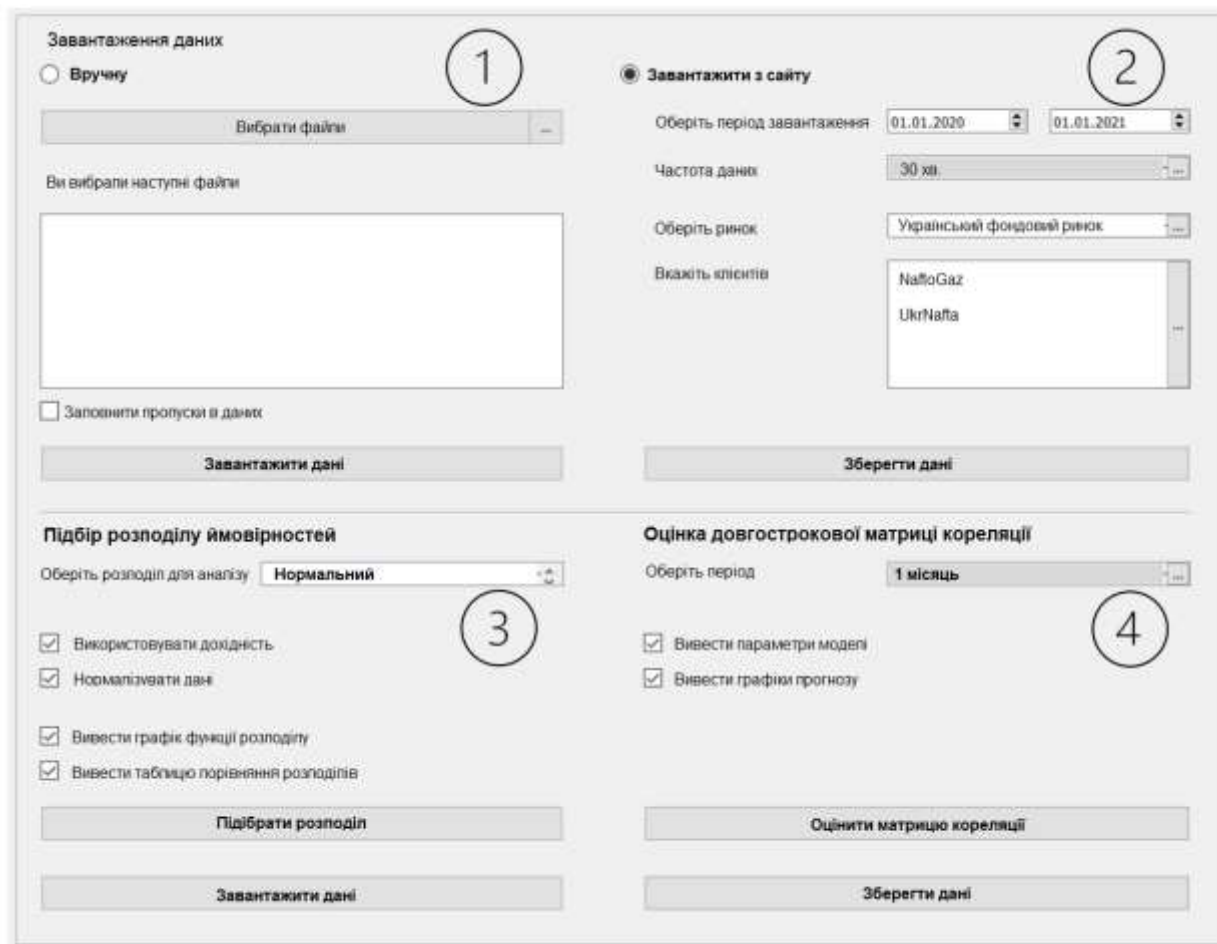 Завантаження даних
1
Вручну
Вибрати файли
...
Ви вибрали наступні файли
Заповнити пропуски в даних
Завантажити дані
2
Завантажити з сайту
Оберіть період завантаження 01.01.2020 01.01.2021
Частота даних 30 хв. ...
Оберіть ринок Український фондовий ринок ...
Вкажіть клієнтів
NaftoGaz
UkrNafta
...
Зберегти дані
Підбір розподілу ймовірностей
Оберіть розподіл для аналізу Нормальний
3
Використовувати дохідність
Нормалізувати дані
Вивести графік функції розподілу
Вивести таблицю порівняння розподілів
Підібрати розподіл
Завантажити дані
Оцінка довгострокової матриці кореляції
Оберіть період 1 місяць ...
4
Вивести параметри моделі
Вивести графіки прогнозу
Оцінити матрицю кореляції
Зберегти дані